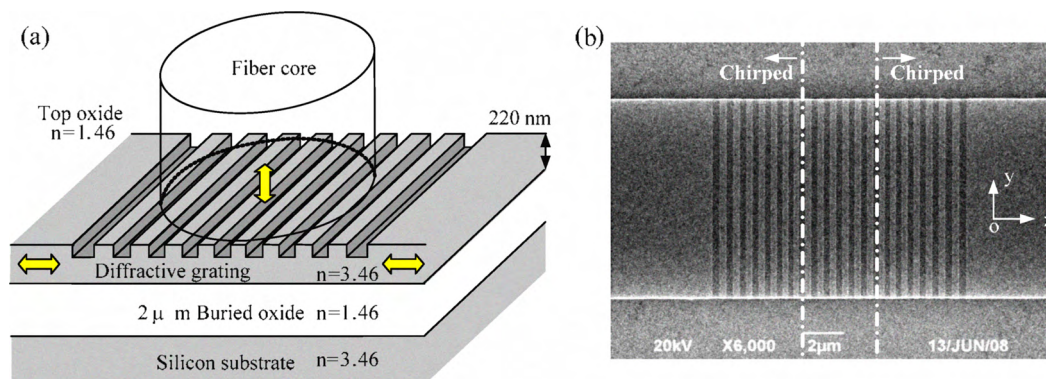 (a)
Fiber core
Top oxide
n=1.46
220 nm
Diffractive grating n=3.46
2 μ m Buried oxide n=1.46
Silicon substrate n=3.46
(b)
Chirped Chirped
y
o
20kV X6,000 2μm 13/JUN/08